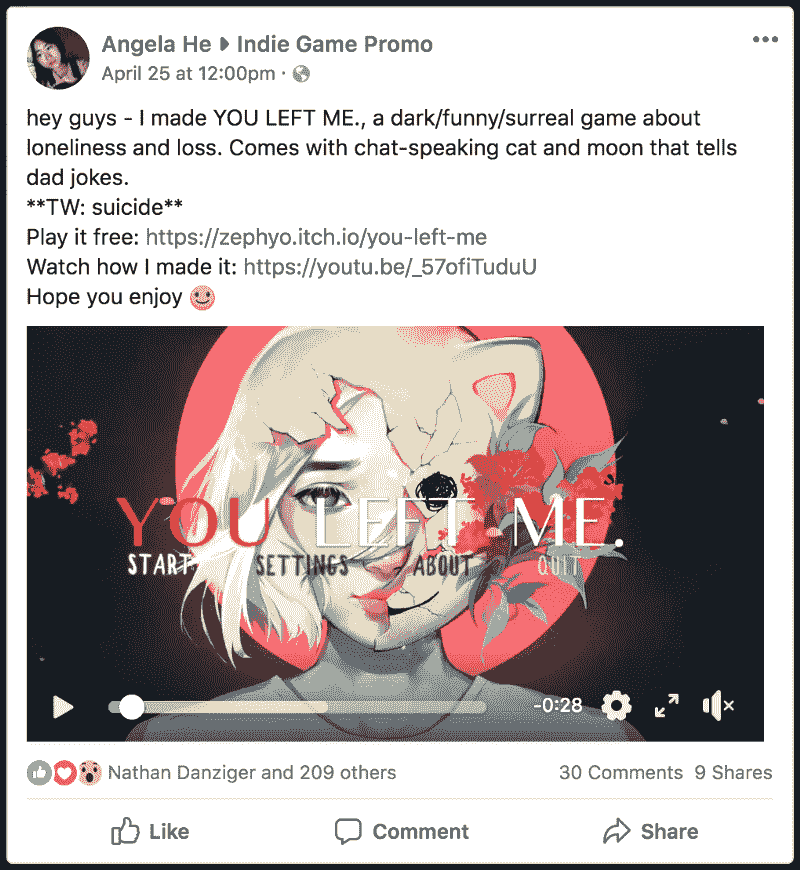 Angela He ▸ Indie Game Promo
April 25 at 12:00pm ·
hey guys - I made YOU LEFT ME., a dark/funny/surreal game about
loneliness and loss. Comes with chat-speaking cat and moon that tells
dad jokes.
**TW: suicide**
Play it free: https://zephyo.itch.io/you-left-me
Watch how I made it: https://youtu.be/_57ofiTuduU
Hope you enjoy
YOU LEFT ME.
START SETTINGS ABOUT QUIT
-0:28
Nathan Danziger and 209 others 30 Comments 9 Shares
Like Comment Share